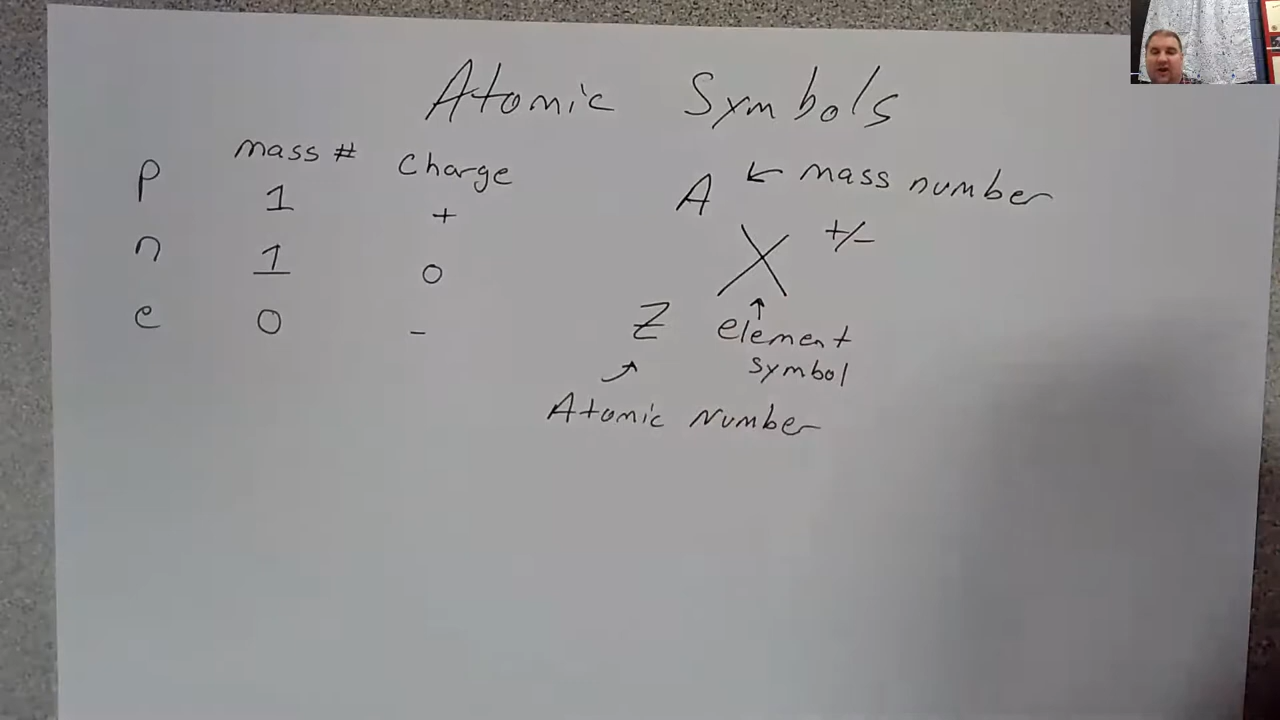 Atomic Symbols
mass # charge
p 1 +
n 1 0
e 0 -
A ← mass number
X +/-
↑
Z element
symbol
↗
Atomic Number